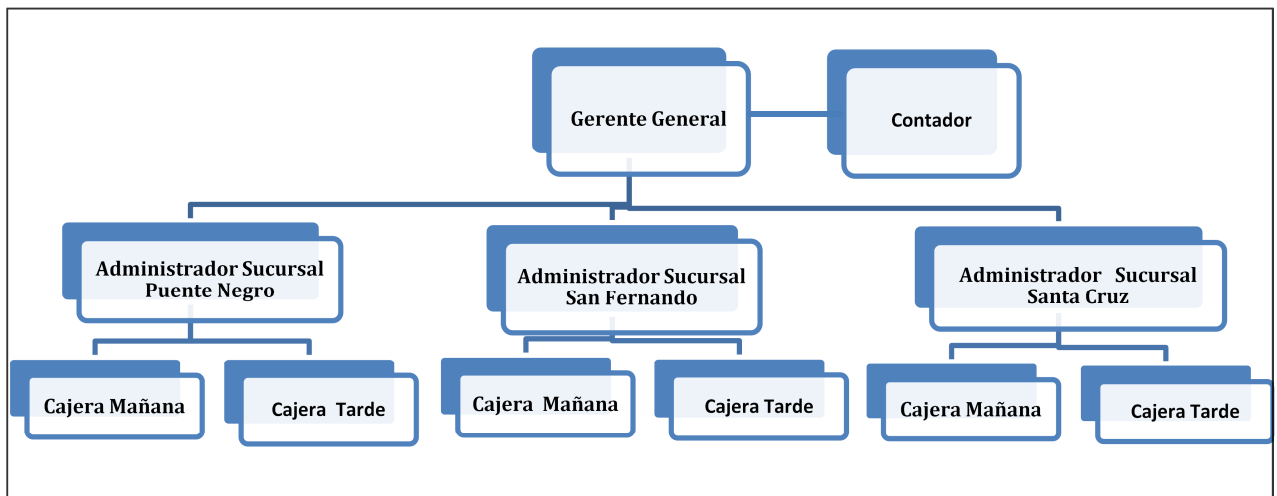 Gerente General
Contador
Administrador Sucursal
Puente Negro
Administrador Sucursal
San Fernando
Administrador Sucursal
Santa Cruz
Cajera Mañana
Cajera Tarde
Cajera Mañana
Cajera Tarde
Cajera Mañana
Cajera Tarde